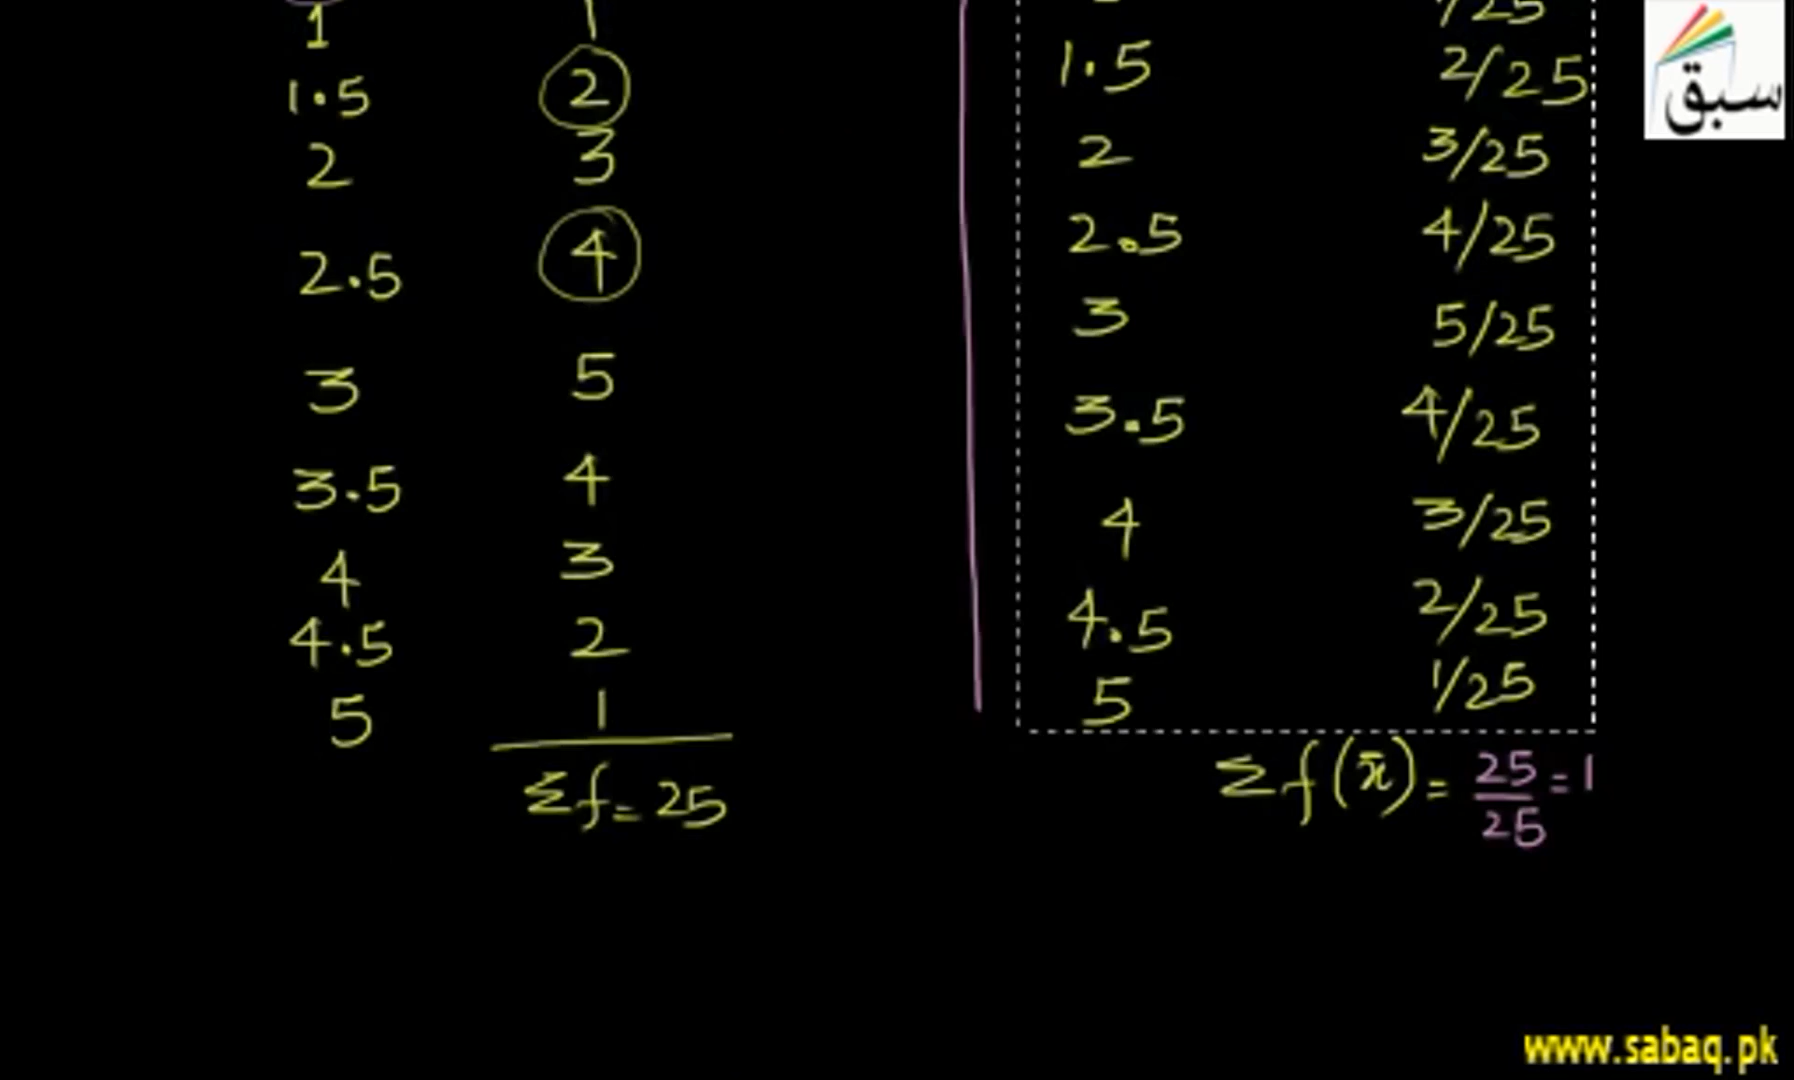 1 1 1 1/25
1.5 2 1.5 2/25
2 3 2 3/25
2.5 4 2.5 4/25
3 5 3 5/25
3.5 4 3.5 4/25
4 3 4 3/25
4.5 2 4.5 2/25
5 1 5 1/25
Σf = 25 Σf(x̄) = 25/25 = 1
سبق
www.sabaq.pk